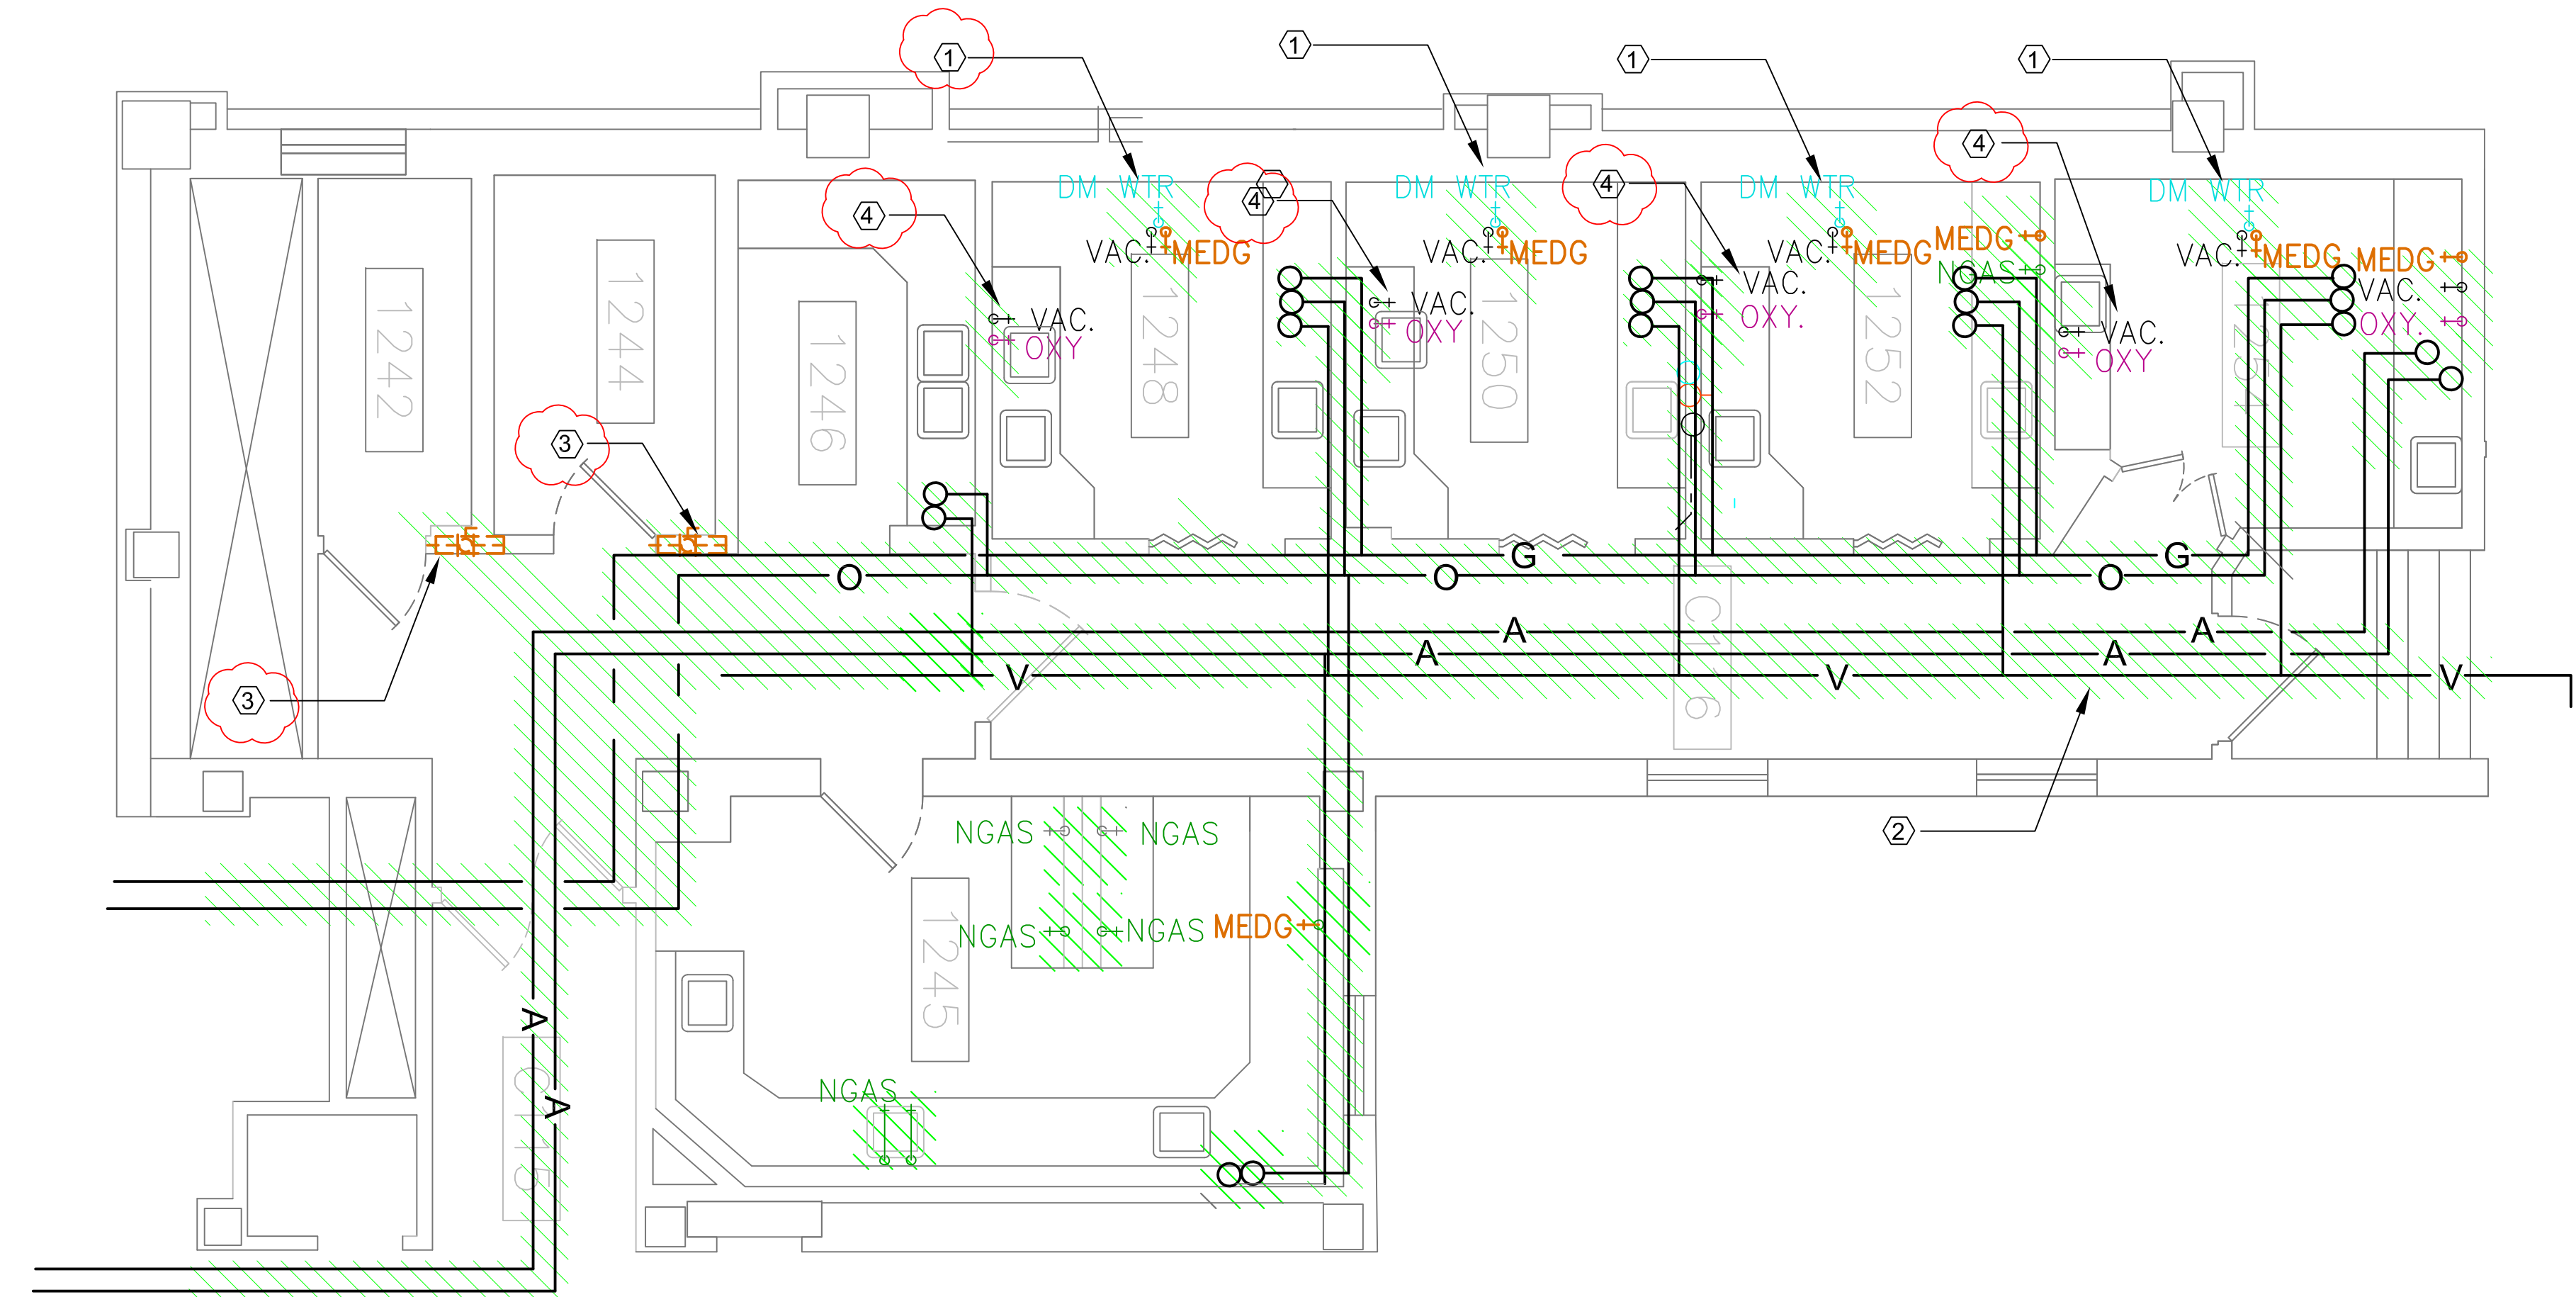 1
1
1
1
4
4
4
4
DM WTR
DM WTR
DM WTR
DM WTR
VAC. MEDG
VAC. MEDG
VAC. MEDG
MEDG
NGAS
VAC. MEDG
MEDG
VAC.
OXY.
VAC.
OXY
VAC.
OXY
VAC.
OXY.
VAC.
OXY
1242
1244
1246
1248
1250
1252
3
3
G
G
O
O
O
A
A
A
A
V
V
V
2
NGAS
NGAS
NGAS
NGAS
MEDG
1245
A
A
NGAS